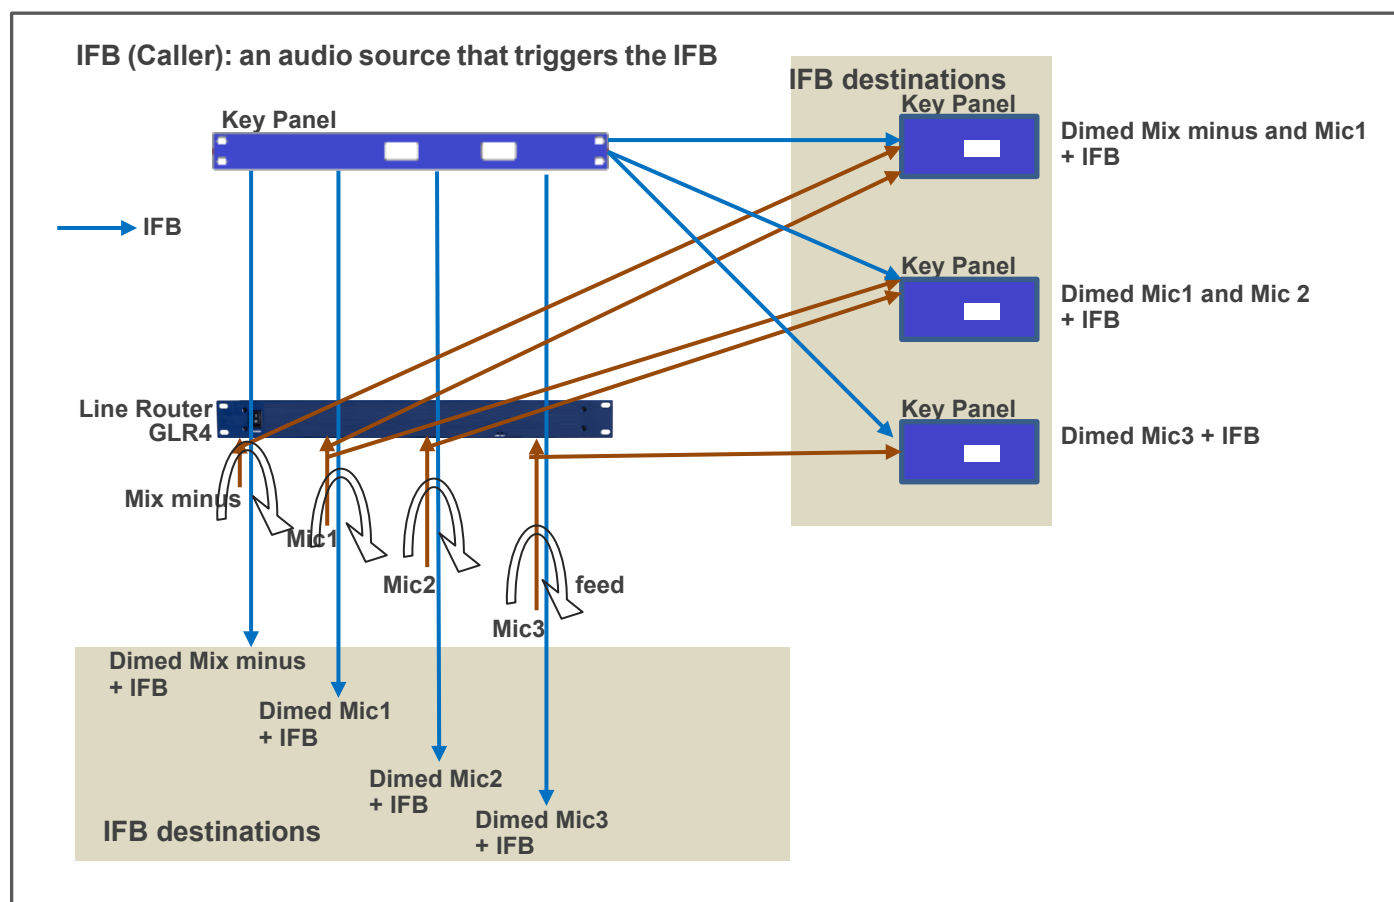 IFB (Caller): an audio source that triggers the IFB
IFB destinations
Key Panel
Key Panel
Dimed Mix minus and Mic1
+ IFB
IFB
Key Panel
Dimed Mic1 and Mic 2
+ IFB
Key Panel
Line Router
GLR4
Dimed Mic3 + IFB
Mix minus
Mic1
Mic2
feed
Mic3
Dimed Mix minus
+ IFB
Dimed Mic1
+ IFB
Dimed Mic2
+ IFB
Dimed Mic3
+ IFB
IFB destinations